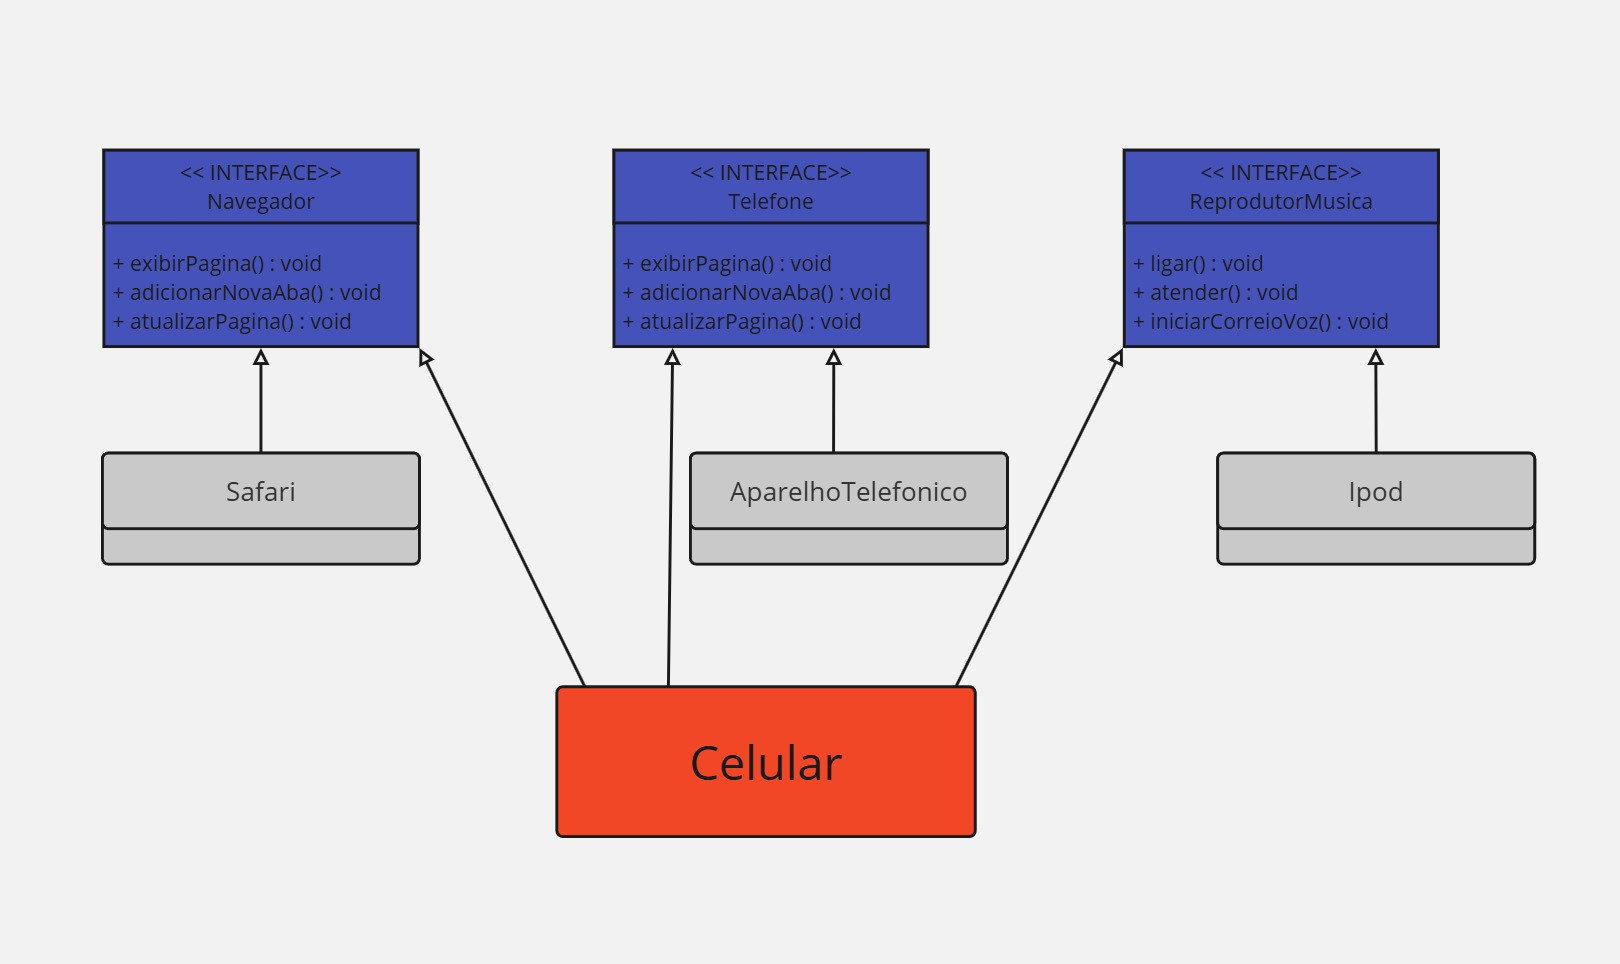 << INTERFACE>>
Navegador
+ exibirPagina() : void
+ adicionarNovaAba() : void
+ atualizarPagina() : void
<< INTERFACE>>
Telefone
+ exibirPagina() : void
+ adicionarNovaAba() : void
+ atualizarPagina() : void
<< INTERFACE>>
ReprodutorMusica
+ ligar() : void
+ atender() : void
+ iniciarCorreioVoz() : void
Safari
AparelhoTelefonico
Ipod
Celular